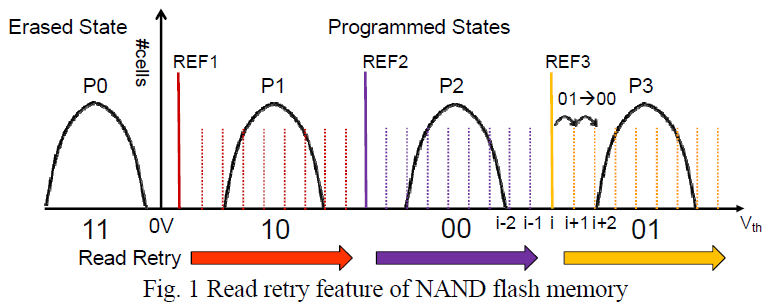 Erased State
Programmed States
#cells
REF1
REF2
REF3
P0
P1
P2
P3
01→00
0V
i-2
i-1
i
i+1
i+2
Vth
11
10
00
01
Read Retry
Fig. 1 Read retry feature of NAND flash memory